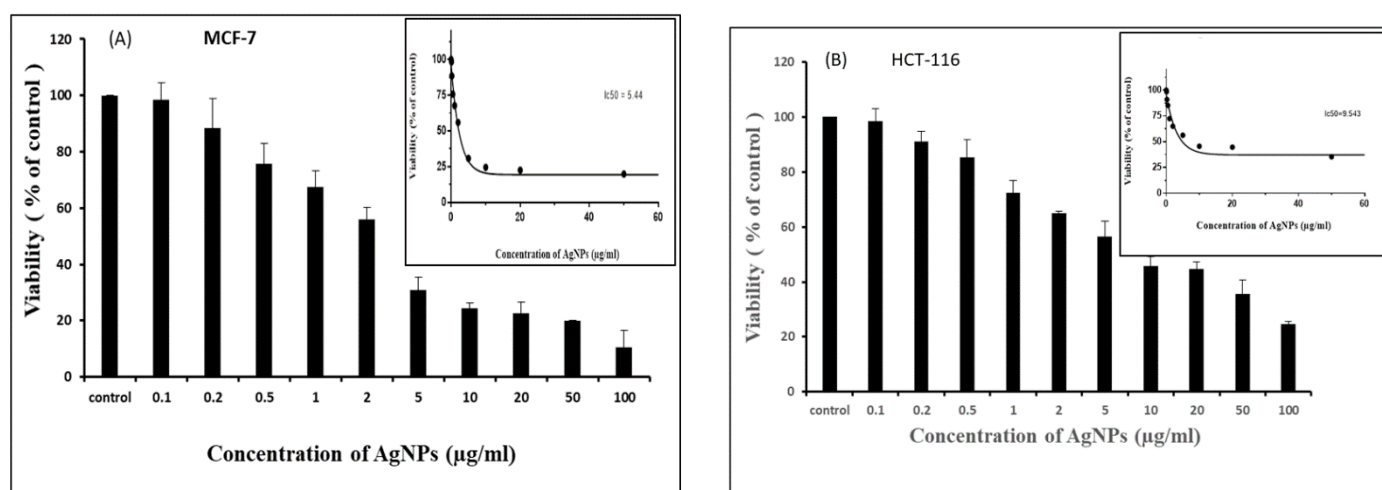 (A) MCF-7
Viability ( % of control)
120
100
80
60
40
20
0
control 0.1 0.2 0.5 1 2 5 10 20 50 100
Concentration of AgNPs (µg/ml)
Viability (% of control)
100
75
50
25
0
0 20 40 60
Ic50 = 5.44
Concentration of AgNPs (µg/ml)
(B) HCT-116
Viability ( % of control)
120
100
80
60
40
20
0
control 0.1 0.2 0.5 1 2 5 10 20 50 100
Concentration of AgNPs (µg/ml)
Viability (% of control)
100
75
50
25
0
0 20 40 60
Ic50=9.543
Concentration of AgNPs (µg/ml)